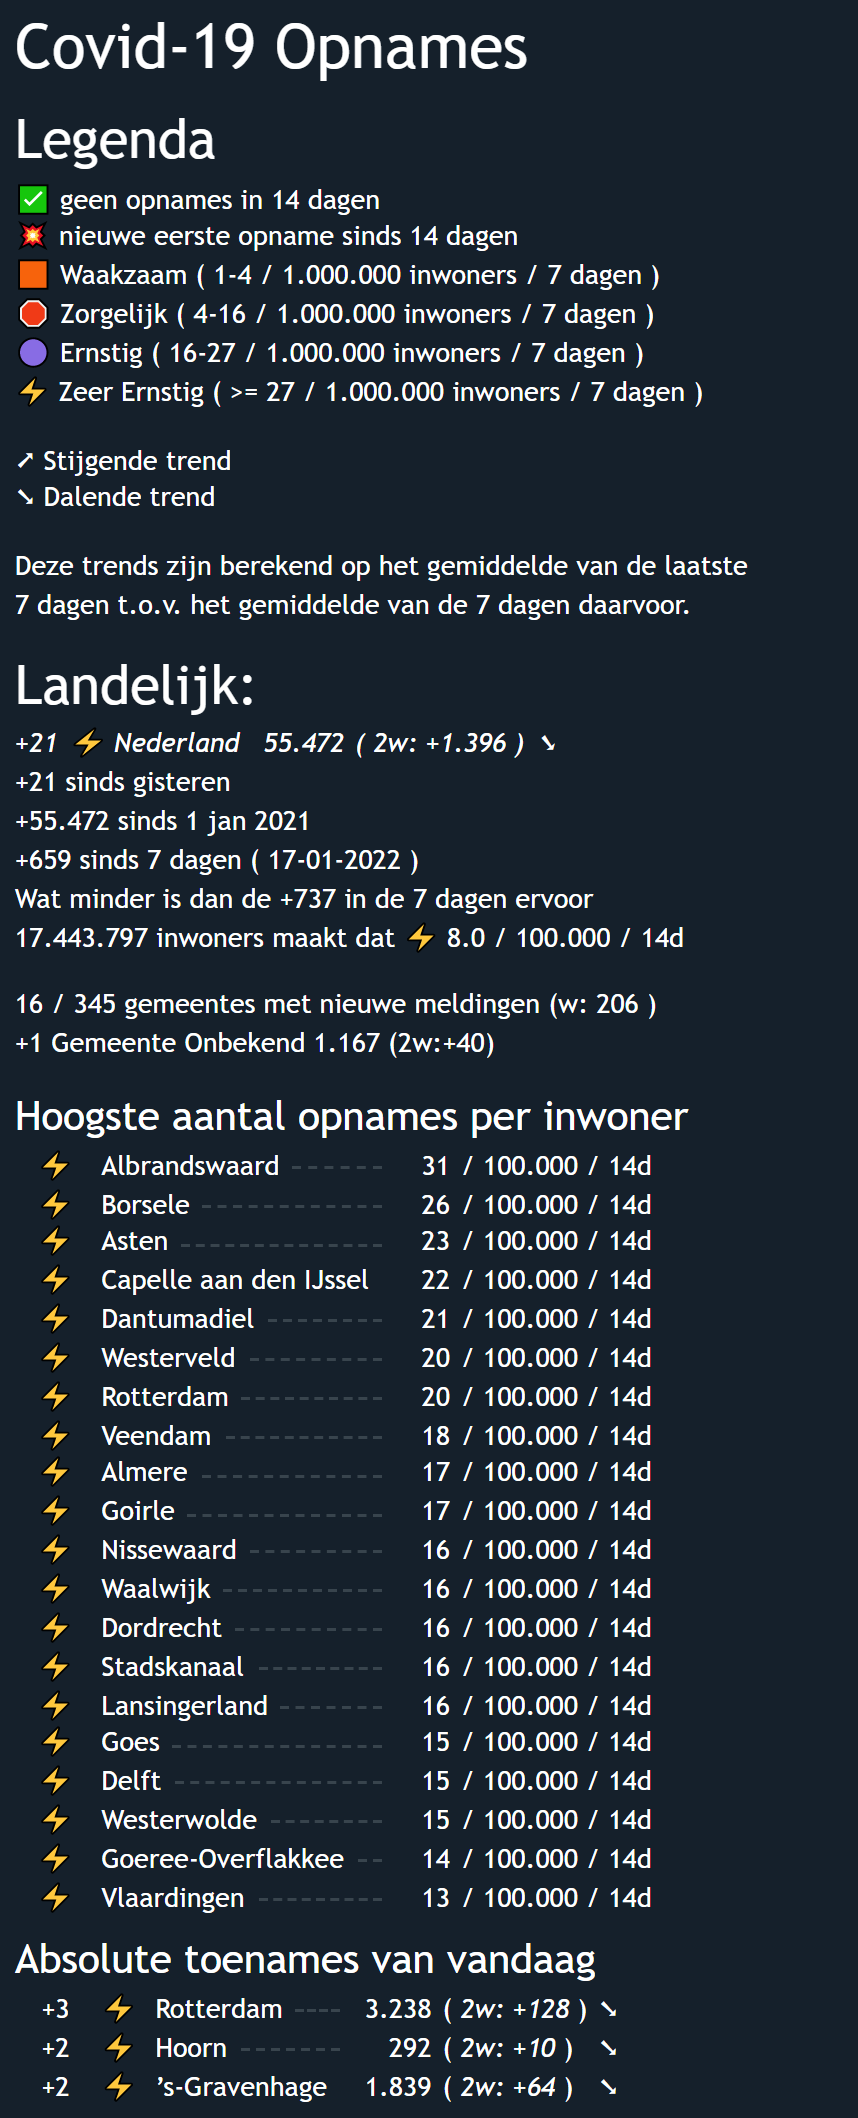 Covid-19 Opnames
Legenda
✅ geen opnames in 14 dagen
💥 nieuwe eerste opname sinds 14 dagen
🟧 Waakzaam ( 1-4 / 1.000.000 inwoners / 7 dagen )
🛑 Zorgelijk ( 4-16 / 1.000.000 inwoners / 7 dagen )
🟣 Ernstig ( 16-27 / 1.000.000 inwoners / 7 dagen )
⚡ Zeer Ernstig ( >= 27 / 1.000.000 inwoners / 7 dagen )
➚ Stijgende trend
➘ Dalende trend
Deze trends zijn berekend op het gemiddelde van de laatste
7 dagen t.o.v. het gemiddelde van de 7 dagen daarvoor.
Landelijk:
+21 ⚡ Nederland 55.472 ( 2w: +1.396 ) ➘
+21 sinds gisteren
+55.472 sinds 1 jan 2021
+659 sinds 7 dagen ( 17-01-2022 )
Wat minder is dan de +737 in de 7 dagen ervoor
17.443.797 inwoners maakt dat ⚡ 8.0 / 100.000 / 14d
16 / 345 gemeentes met nieuwe meldingen (w: 206 )
+1 Gemeente Onbekend 1.167 (2w:+40)
Hoogste aantal opnames per inwoner
⚡ Albrandswaard ------ 31 / 100.000 / 14d
⚡ Borsele ------------ 26 / 100.000 / 14d
⚡ Asten -------------- 23 / 100.000 / 14d
⚡ Capelle aan den IJssel 22 / 100.000 / 14d
⚡ Dantumadiel -------- 21 / 100.000 / 14d
⚡ Westerveld --------- 20 / 100.000 / 14d
⚡ Rotterdam ---------- 20 / 100.000 / 14d
⚡ Veendam ----------- 18 / 100.000 / 14d
⚡ Almere ------------ 17 / 100.000 / 14d
⚡ Goirle ------------- 17 / 100.000 / 14d
⚡ Nissewaard --------- 16 / 100.000 / 14d
⚡ Waalwijk ----------- 16 / 100.000 / 14d
⚡ Dordrecht ---------- 16 / 100.000 / 14d
⚡ Stadskanaal -------- 16 / 100.000 / 14d
⚡ Lansingerland ------- 16 / 100.000 / 14d
⚡ Goes -------------- 15 / 100.000 / 14d
⚡ Delft -------------- 15 / 100.000 / 14d
⚡ Westerwolde -------- 15 / 100.000 / 14d
⚡ Goeree-Overflakkee -- 14 / 100.000 / 14d
⚡ Vlaardingen --------- 13 / 100.000 / 14d
Absolute toenames van vandaag
+3 ⚡ Rotterdam ---- 3.238 ( 2w: +128 ) ➘
+2 ⚡ Hoorn ------- 292 ( 2w: +10 ) ➘
+2 ⚡ ’s-Gravenhage 1.839 ( 2w: +64 ) ➘